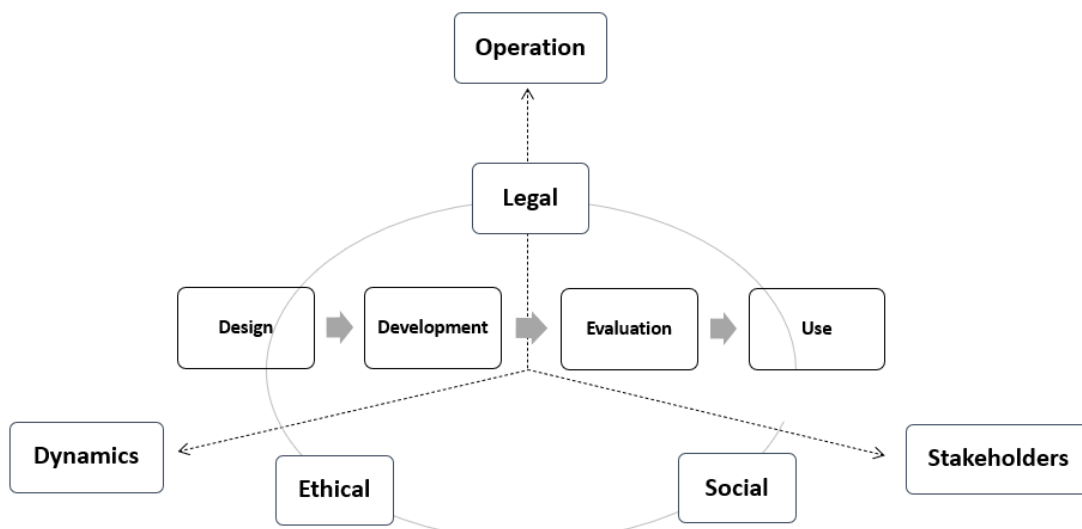 Operation
Legal
Design
Development
Evaluation
Use
Dynamics
Stakeholders
Ethical
Social